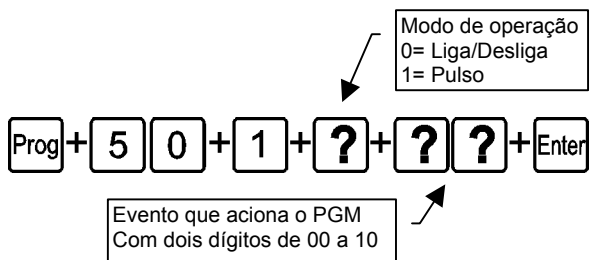 Modo de operação
0= Liga/Desliga
1= Pulso
Prog + 5 0 + 1 + ? + ? ? + Enter
Evento que aciona o PGM
Com dois dígitos de 00 a 10